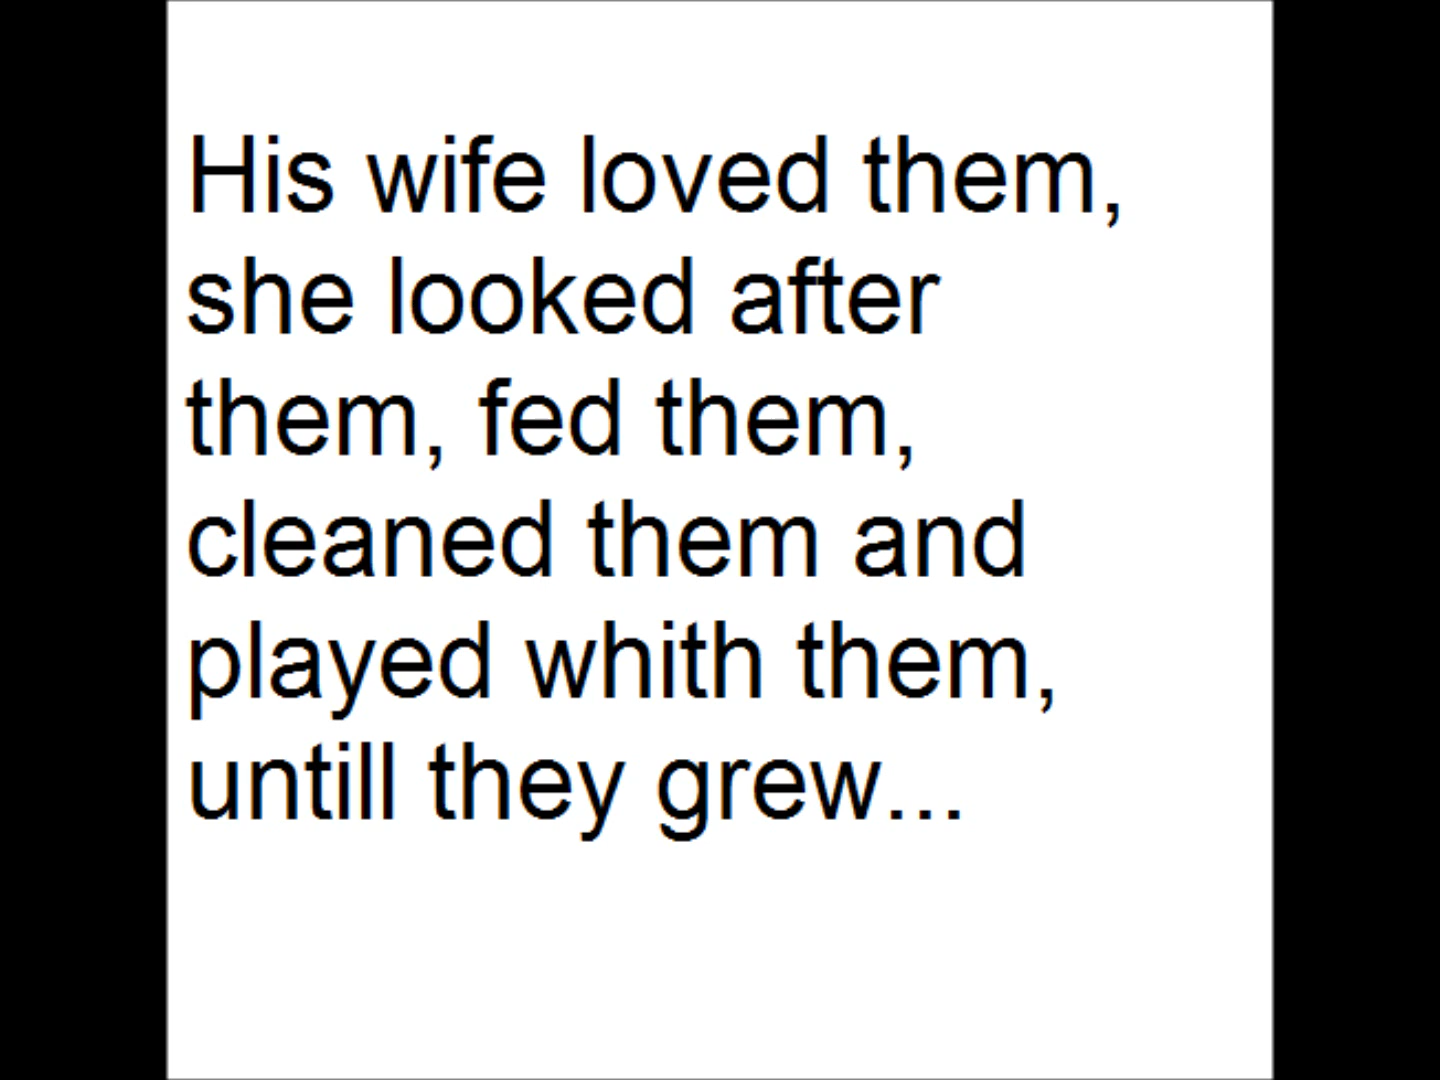 His wife loved them,
she looked after
them, fed them,
cleaned them and
played whith them,
untill they grew...